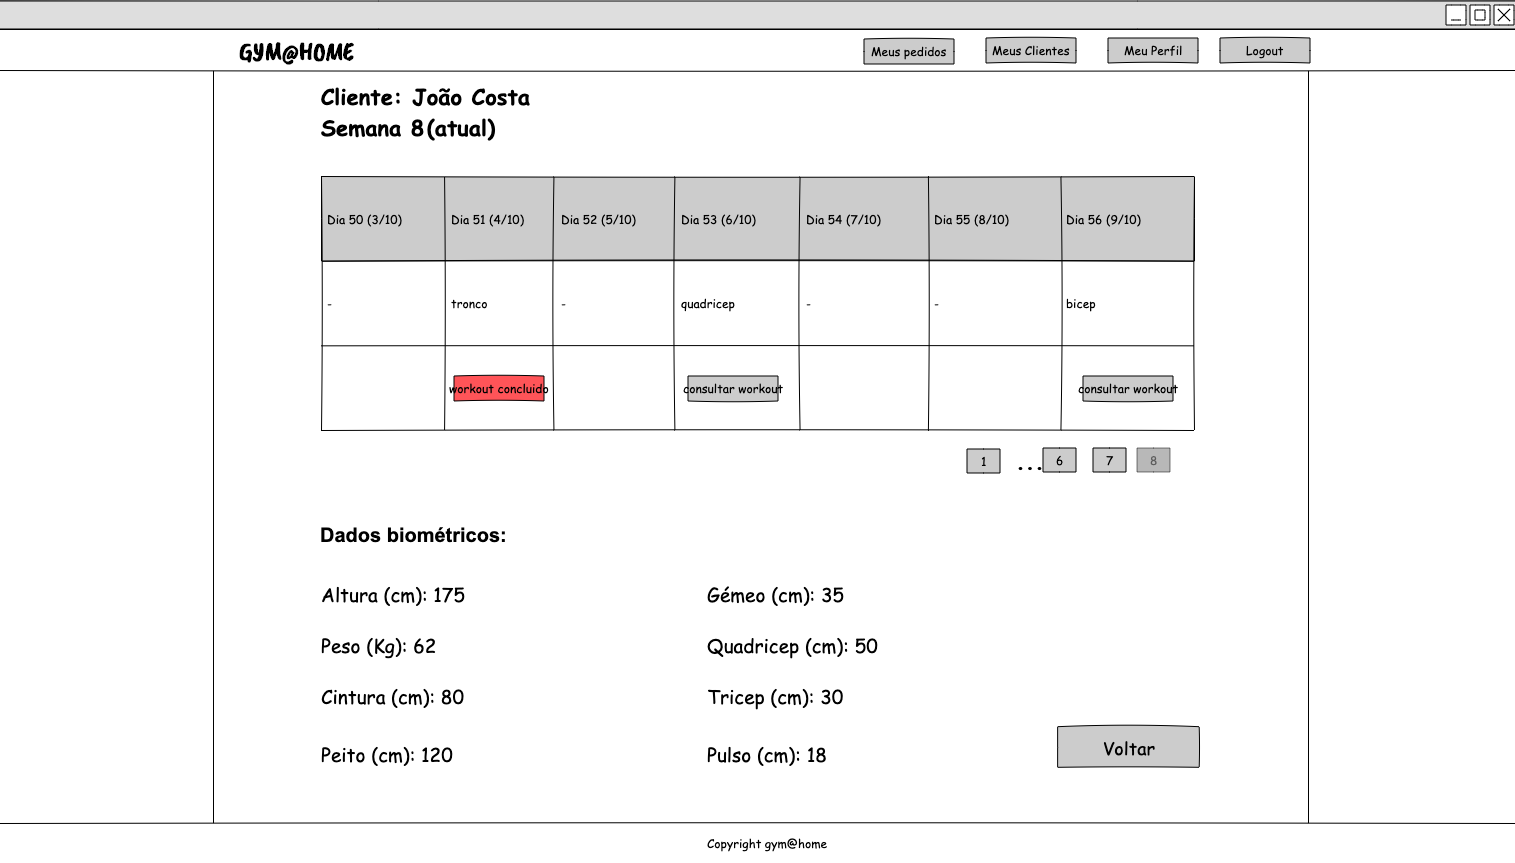 GYM@HOME
Meus pedidos Meus Clientes Meu Perfil Logout
Cliente: João Costa
Semana 8(atual)
Dia 50 (3/10) Dia 51 (4/10) Dia 52 (5/10) Dia 53 (6/10) Dia 54 (7/10) Dia 55 (8/10) Dia 56 (9/10)
- tronco - quadricep - - bicep
workout concluido consultar workout consultar workout
1 ... 6 7 8
Dados biométricos:
Altura (cm): 175 Gémeo (cm): 35
Peso (Kg): 62 Quadricep (cm): 50
Cintura (cm): 80 Tricep (cm): 30
Peito (cm): 120 Pulso (cm): 18
Voltar
Copyright gym@home